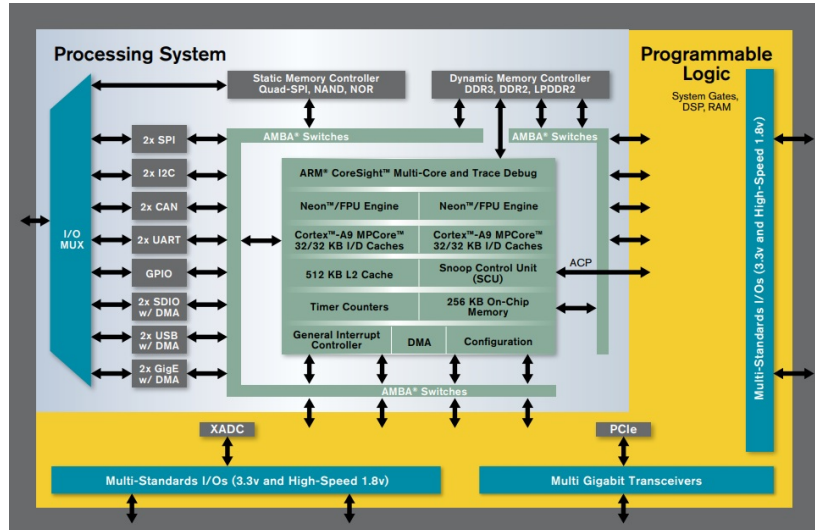 Processing System
Programmable
Logic
System Gates,
DSP, RAM
Static Memory Controller
Quad-SPI, NAND, NOR
Dynamic Memory Controller
DDR3, DDR2, LPDDR2
AMBA® Switches
AMBA® Switches
I/O
MUX
2x SPI
2x I2C
2x CAN
2x UART
GPIO
2x SDIO
w/ DMA
2x USB
w/ DMA
2x GigE
w/ DMA
ARM® CoreSight™ Multi-Core and Trace Debug
Neon™/FPU Engine
Neon™/FPU Engine
Cortex™-A9 MPCore™
32/32 KB I/D Caches
Cortex™-A9 MPCore™
32/32 KB I/D Caches
512 KB L2 Cache
Snoop Control Unit
(SCU)
ACP
Timer Counters
256 KB On-Chip
Memory
General Interrupt
Controller
DMA
Configuration
AMBA® Switches
Multi-Standards I/Os (3.3v and High-Speed 1.8v)
XADC
PCIe
Multi-Standards I/Os (3.3v and High-Speed 1.8v)
Multi Gigabit Transceivers